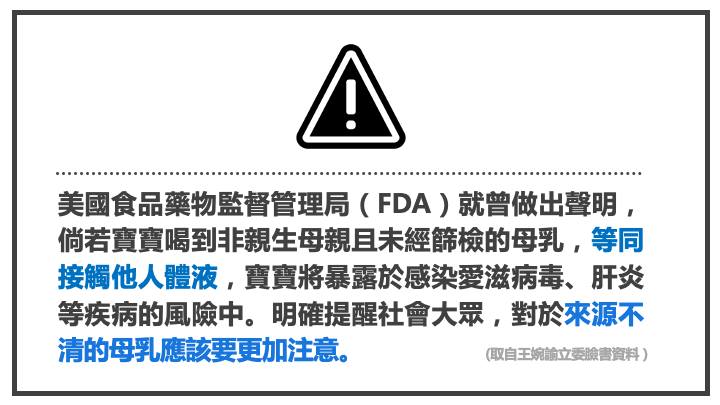 美國食品藥物監督管理局（FDA）就曾做出聲明，
倘若寶寶喝到非親生母親且未經篩檢的母乳，等同
接觸他人體液，寶寶將暴露於感染愛滋病毒、肝炎
等疾病的風險中。明確提醒社會大眾，對於來源不
清的母乳應該要更加注意。
(取自王婉諭立委臉書資料）